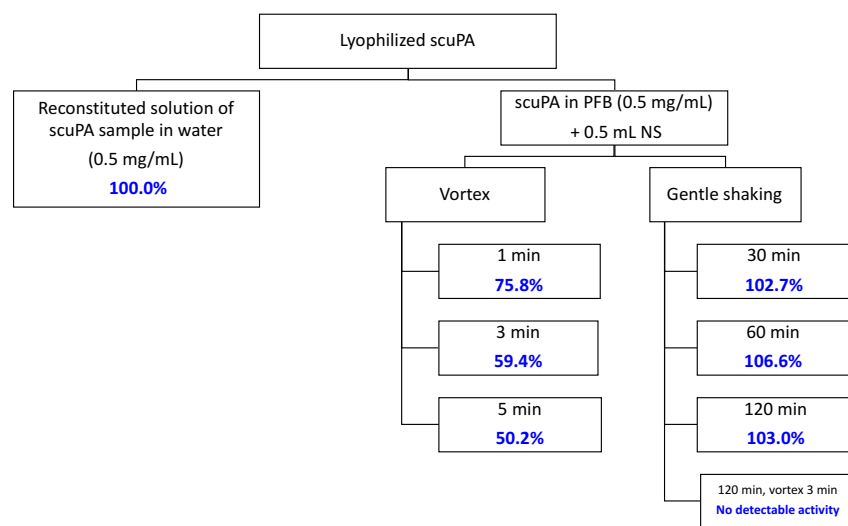 Lyophilized scuPA
Reconstituted solution of
scuPA sample in water
(0.5 mg/mL)
100.0%
scuPA in PFB (0.5 mg/mL)
+ 0.5 mL NS
Vortex
1 min
75.8%
3 min
59.4%
5 min
50.2%
Gentle shaking
30 min
102.7%
60 min
106.6%
120 min
103.0%
120 min, vortex 3 min
No detectable activity